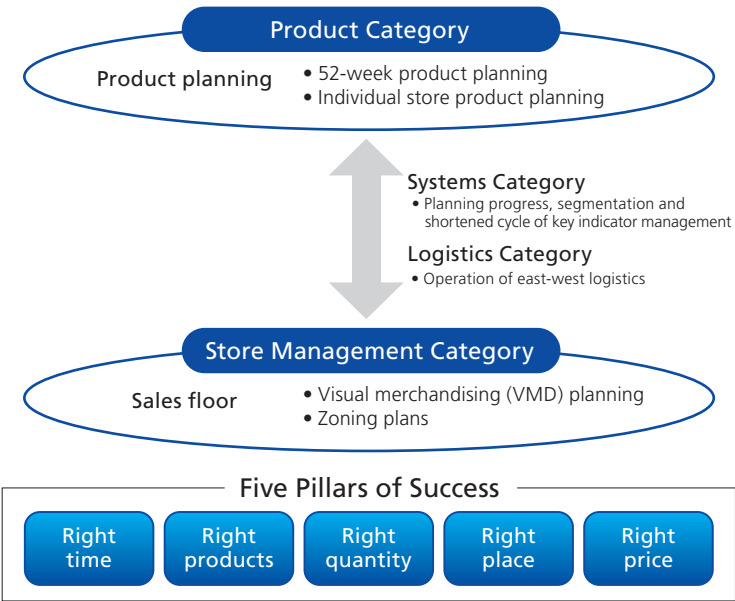 Product Category
Product planning
• 52-week product planning
• Individual store product planning
Systems Category
• Planning progress, segmentation and
shortened cycle of key indicator management
Logistics Category
• Operation of east-west logistics
Store Management Category
Sales floor
• Visual merchandising (VMD) planning
• Zoning plans
Five Pillars of Success
Right
time
Right
products
Right
quantity
Right
place
Right
price